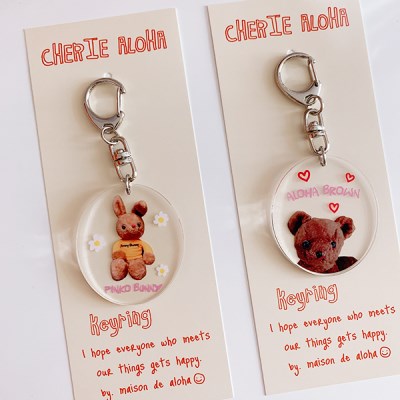 CHERIE ALOHA
PINKO BUNNY
Keyring
I hope everyone who meets
our things gets happy.
by. maison de aloha
CHERIE ALOHA
ALOHA BROWN
Keyring
I hope everyone who meets
our things gets happy.
by. maison de aloha